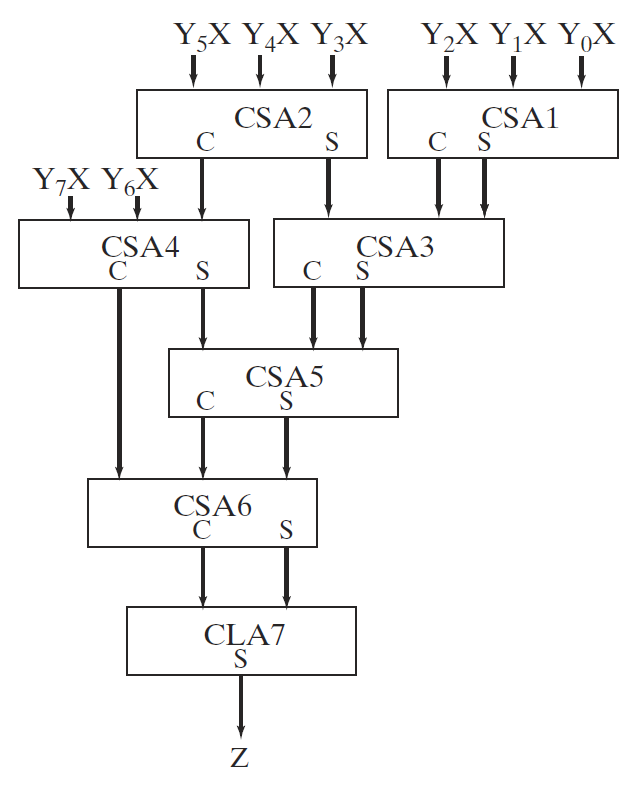 Y₅X Y₄X Y₃X Y₂X Y₁X Y₀X
CSA2 CSA1
C S C S
Y₇X Y₆X
CSA4 CSA3
C S C S
CSA5
C S
CSA6
C S
CLA7
S
Z